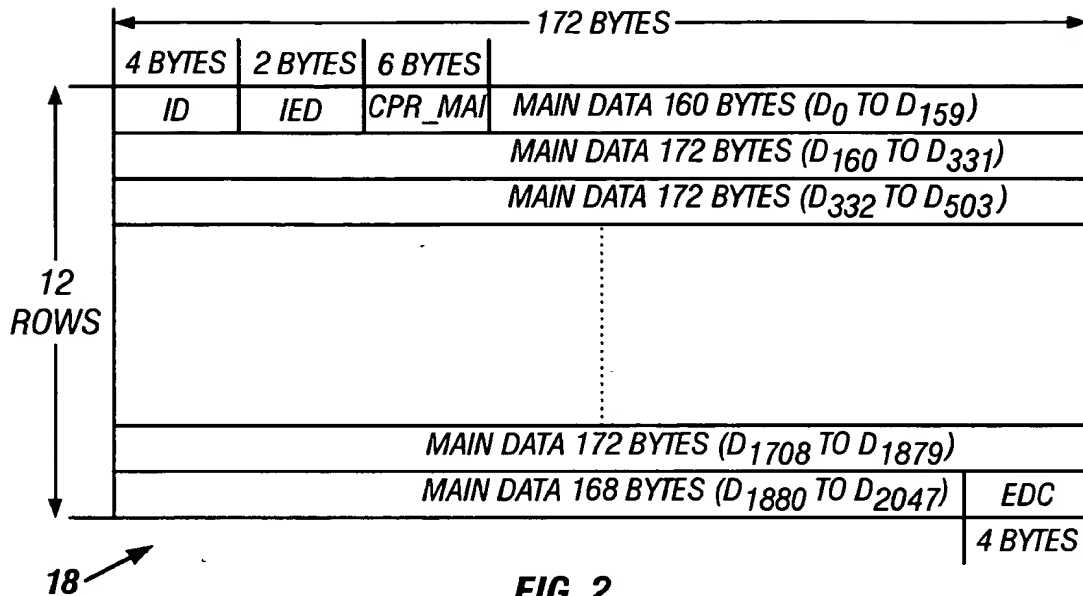 172 BYTES
4 BYTES 2 BYTES 6 BYTES
ID IED CPR_MAI MAIN DATA 160 BYTES (D0 TO D159)
MAIN DATA 172 BYTES (D160 TO D331)
MAIN DATA 172 BYTES (D332 TO D503)
12
ROWS
MAIN DATA 172 BYTES (D1708 TO D1879)
MAIN DATA 168 BYTES (D1880 TO D2047) EDC
4 BYTES
18
FIG. 2